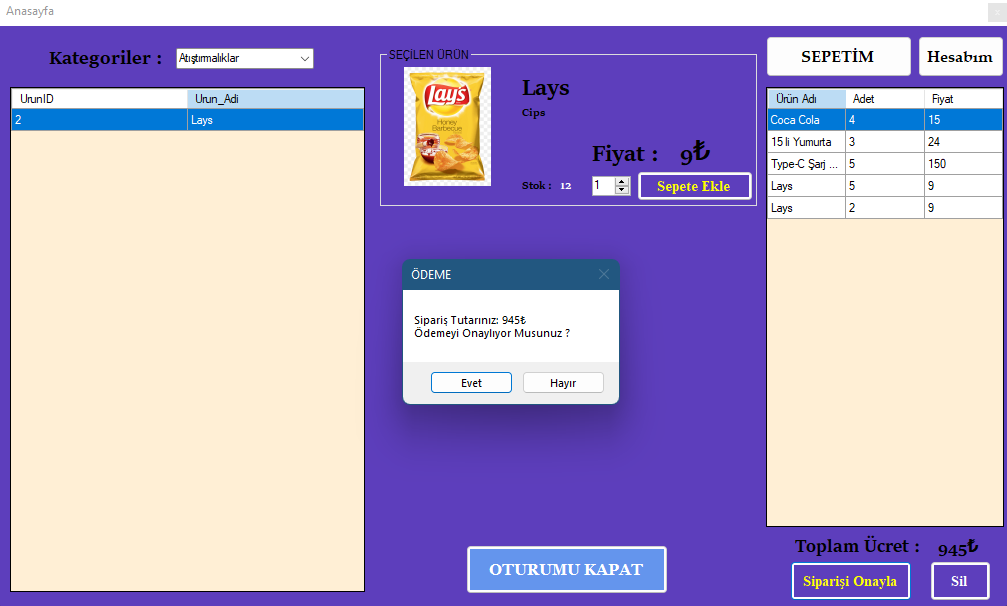 Anasayfa
Kategoriler :
Atıştırmalıklar
UrunID Urun_Adi
2 Lays
SEÇİLEN ÜRÜN
Lay's
Honey
Barbecue
Lays
Cips
Fiyat : 9₺
Stok : 12
1
Sepete Ekle
SEPETİM
Hesabım
Ürün Adı Adet Fiyat
Coca Cola 4 15
15 li Yumurta 3 24
Type-C Şarj ... 5 150
Lays 5 9
Lays 2 9
ÖDEME
Sipariş Tutarınız: 945₺
Ödemeyi Onaylıyor Musunuz ?
Evet
Hayır
OTURUMU KAPAT
Toplam Ücret : 945₺
Siparişi Onayla
Sil